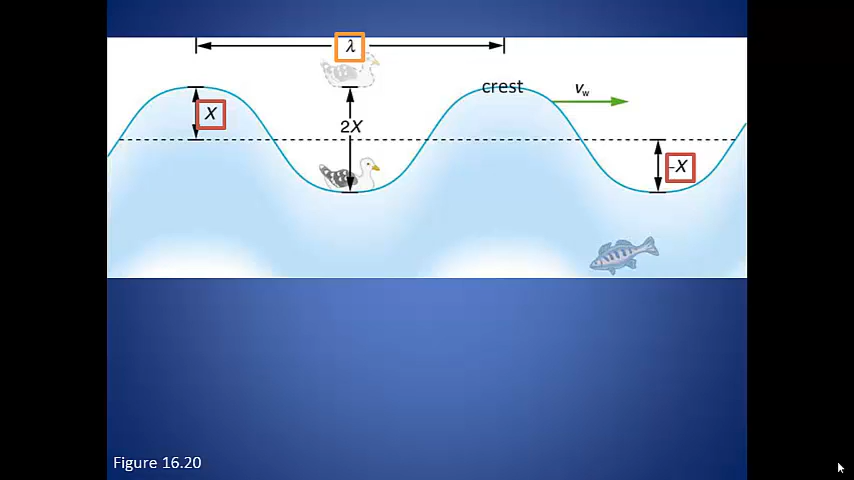 λ
crest
v_w
X
2X
-X
Figure 16.20